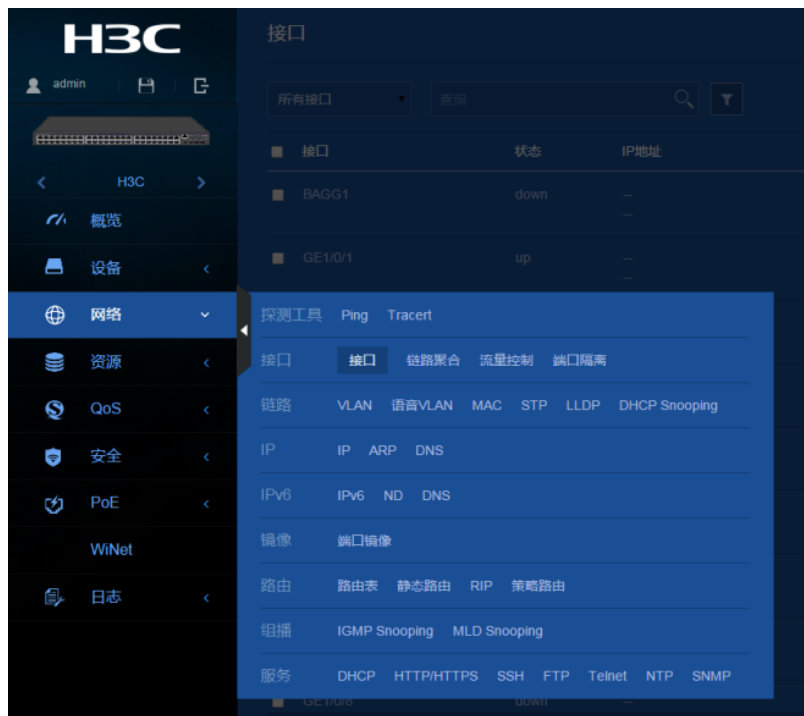 H3C
admin
H3C
概览
设备
网络
资源
QoS
安全
PoE
WiNet
日志
接口
所有接口 查询
接口 状态 IP地址
BAGG1 down --
--
GE1/0/1 up --
--
探测工具 Ping Tracert
接口 接口 链路聚合 流量控制 端口隔离
链路 VLAN 语音VLAN MAC STP LLDP DHCP Snooping
IP IP ARP DNS
IPv6 IPv6 ND DNS
镜像 端口镜像
路由 路由表 静态路由 RIP 策略路由
组播 IGMP Snooping MLD Snooping
服务 DHCP HTTP/HTTPS SSH FTP Telnet NTP SNMP
GE1/0/8 down --